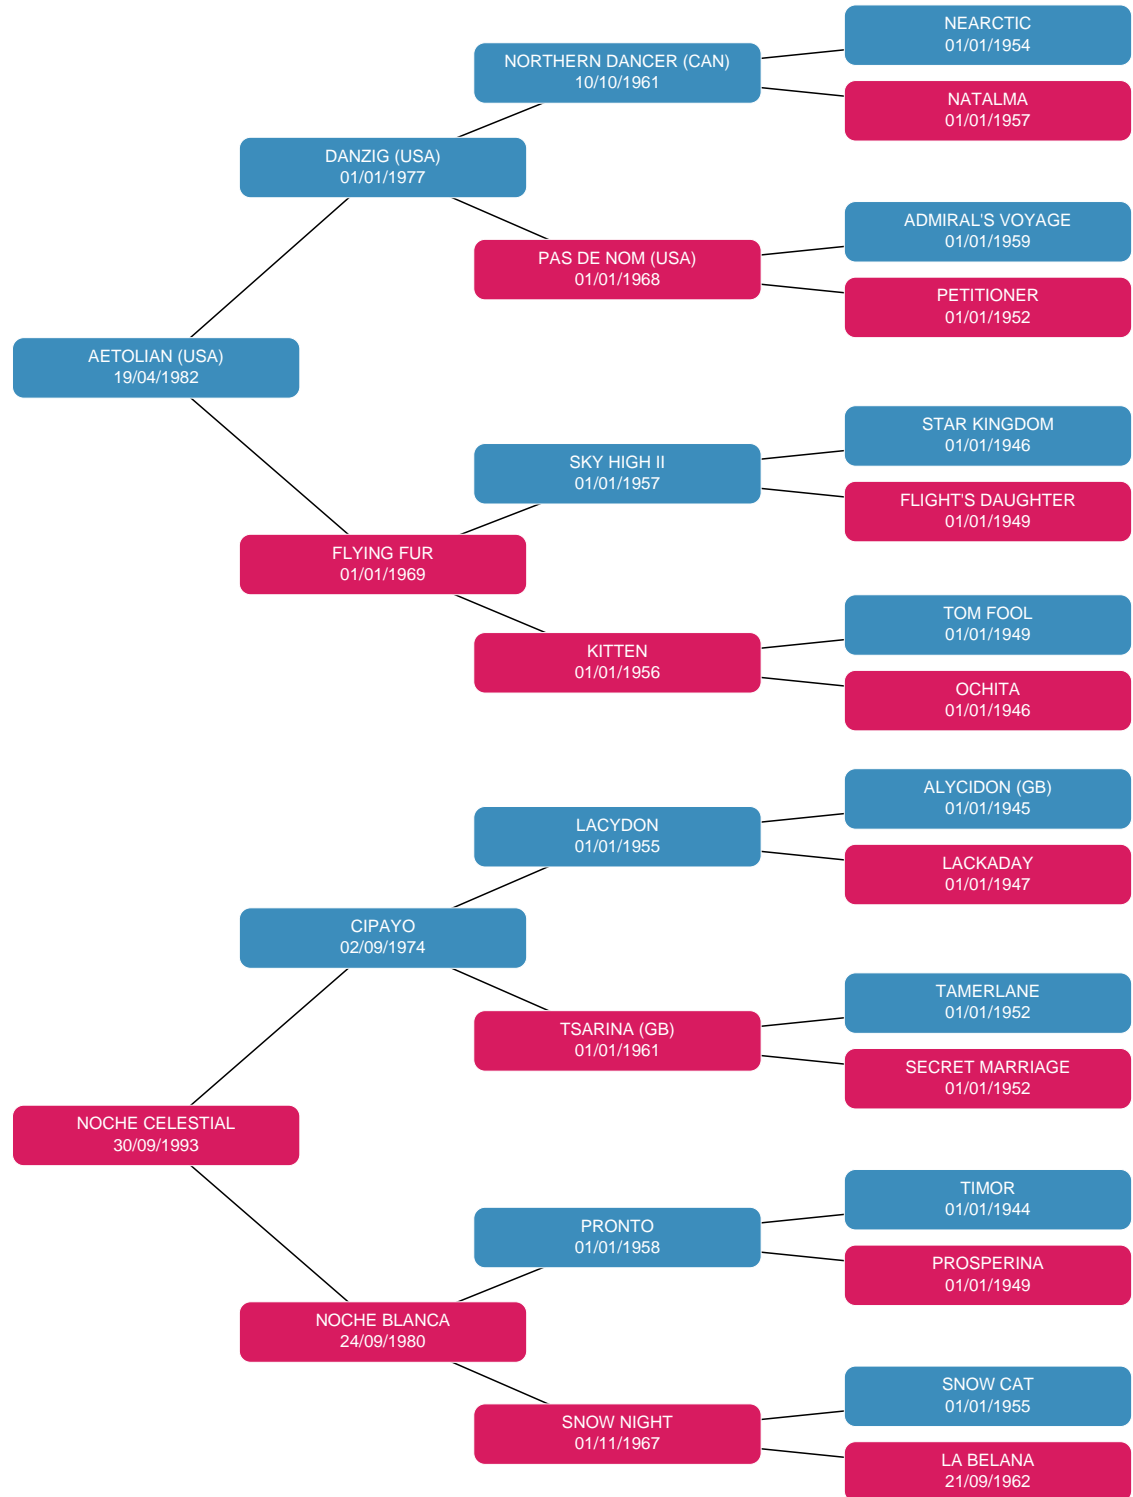 NEARCTIC
01/01/1954
NORTHERN DANCER (CAN)
10/10/1961
NATALMA
01/01/1957
DANZIG (USA)
01/01/1977
ADMIRAL'S VOYAGE
01/01/1959
PAS DE NOM (USA)
01/01/1968
PETITIONER
01/01/1952
AETOLIAN (USA)
19/04/1982
STAR KINGDOM
01/01/1946
SKY HIGH II
01/01/1957
FLIGHT'S DAUGHTER
01/01/1949
FLYING FUR
01/01/1969
TOM FOOL
01/01/1949
KITTEN
01/01/1956
OCHITA
01/01/1946
ALYCIDON (GB)
01/01/1945
LACYDON
01/01/1955
LACKADAY
01/01/1947
CIPAYO
02/09/1974
TAMERLANE
01/01/1952
TSARINA (GB)
01/01/1961
SECRET MARRIAGE
01/01/1952
NOCHE CELESTIAL
30/09/1993
TIMOR
01/01/1944
PRONTO
01/01/1958
PROSPERINA
01/01/1949
NOCHE BLANCA
24/09/1980
SNOW CAT
01/01/1955
SNOW NIGHT
01/11/1967
LA BELANA
21/09/1962